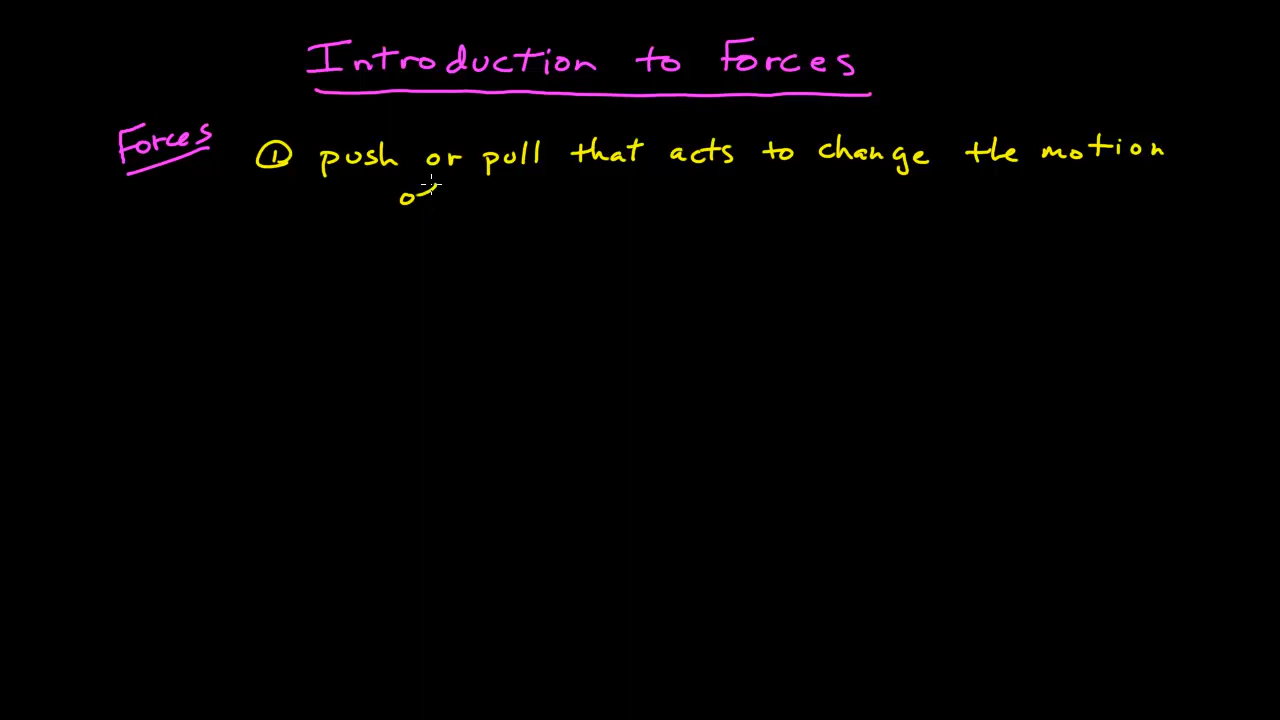 Introduction to Forces
Forces ① push or pull that acts to change the motion